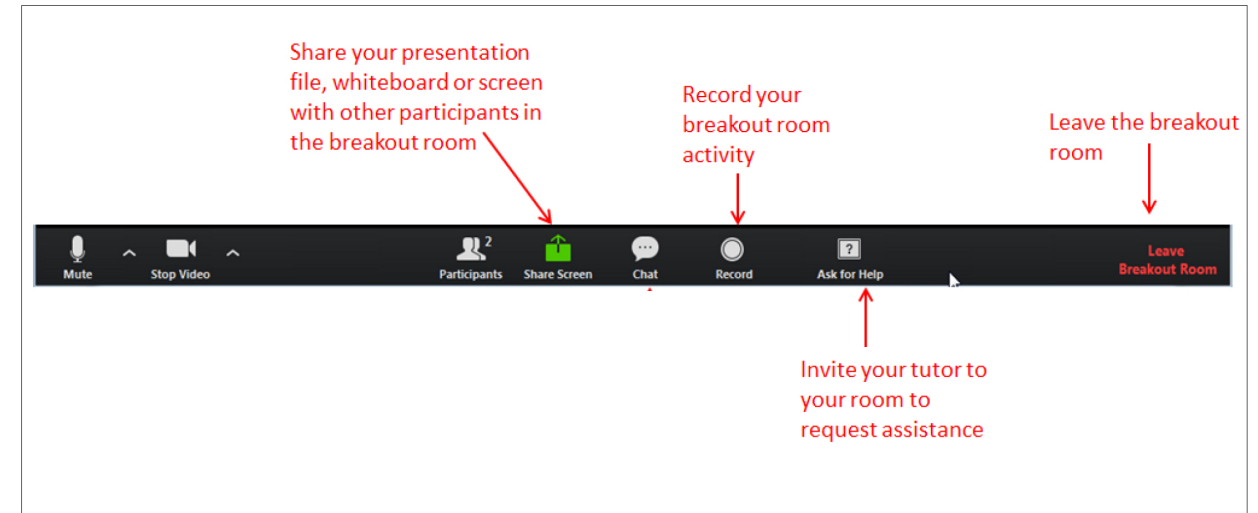 Share your presentation
file, whiteboard or screen
with other participants in
the breakout room
Record your
breakout room
activity
Leave the breakout
room
Mute
Stop Video
2
Participants
Share Screen
Chat
Record
?
Ask for Help
Leave
Breakout Room
Invite your tutor to
your room to
request assistance